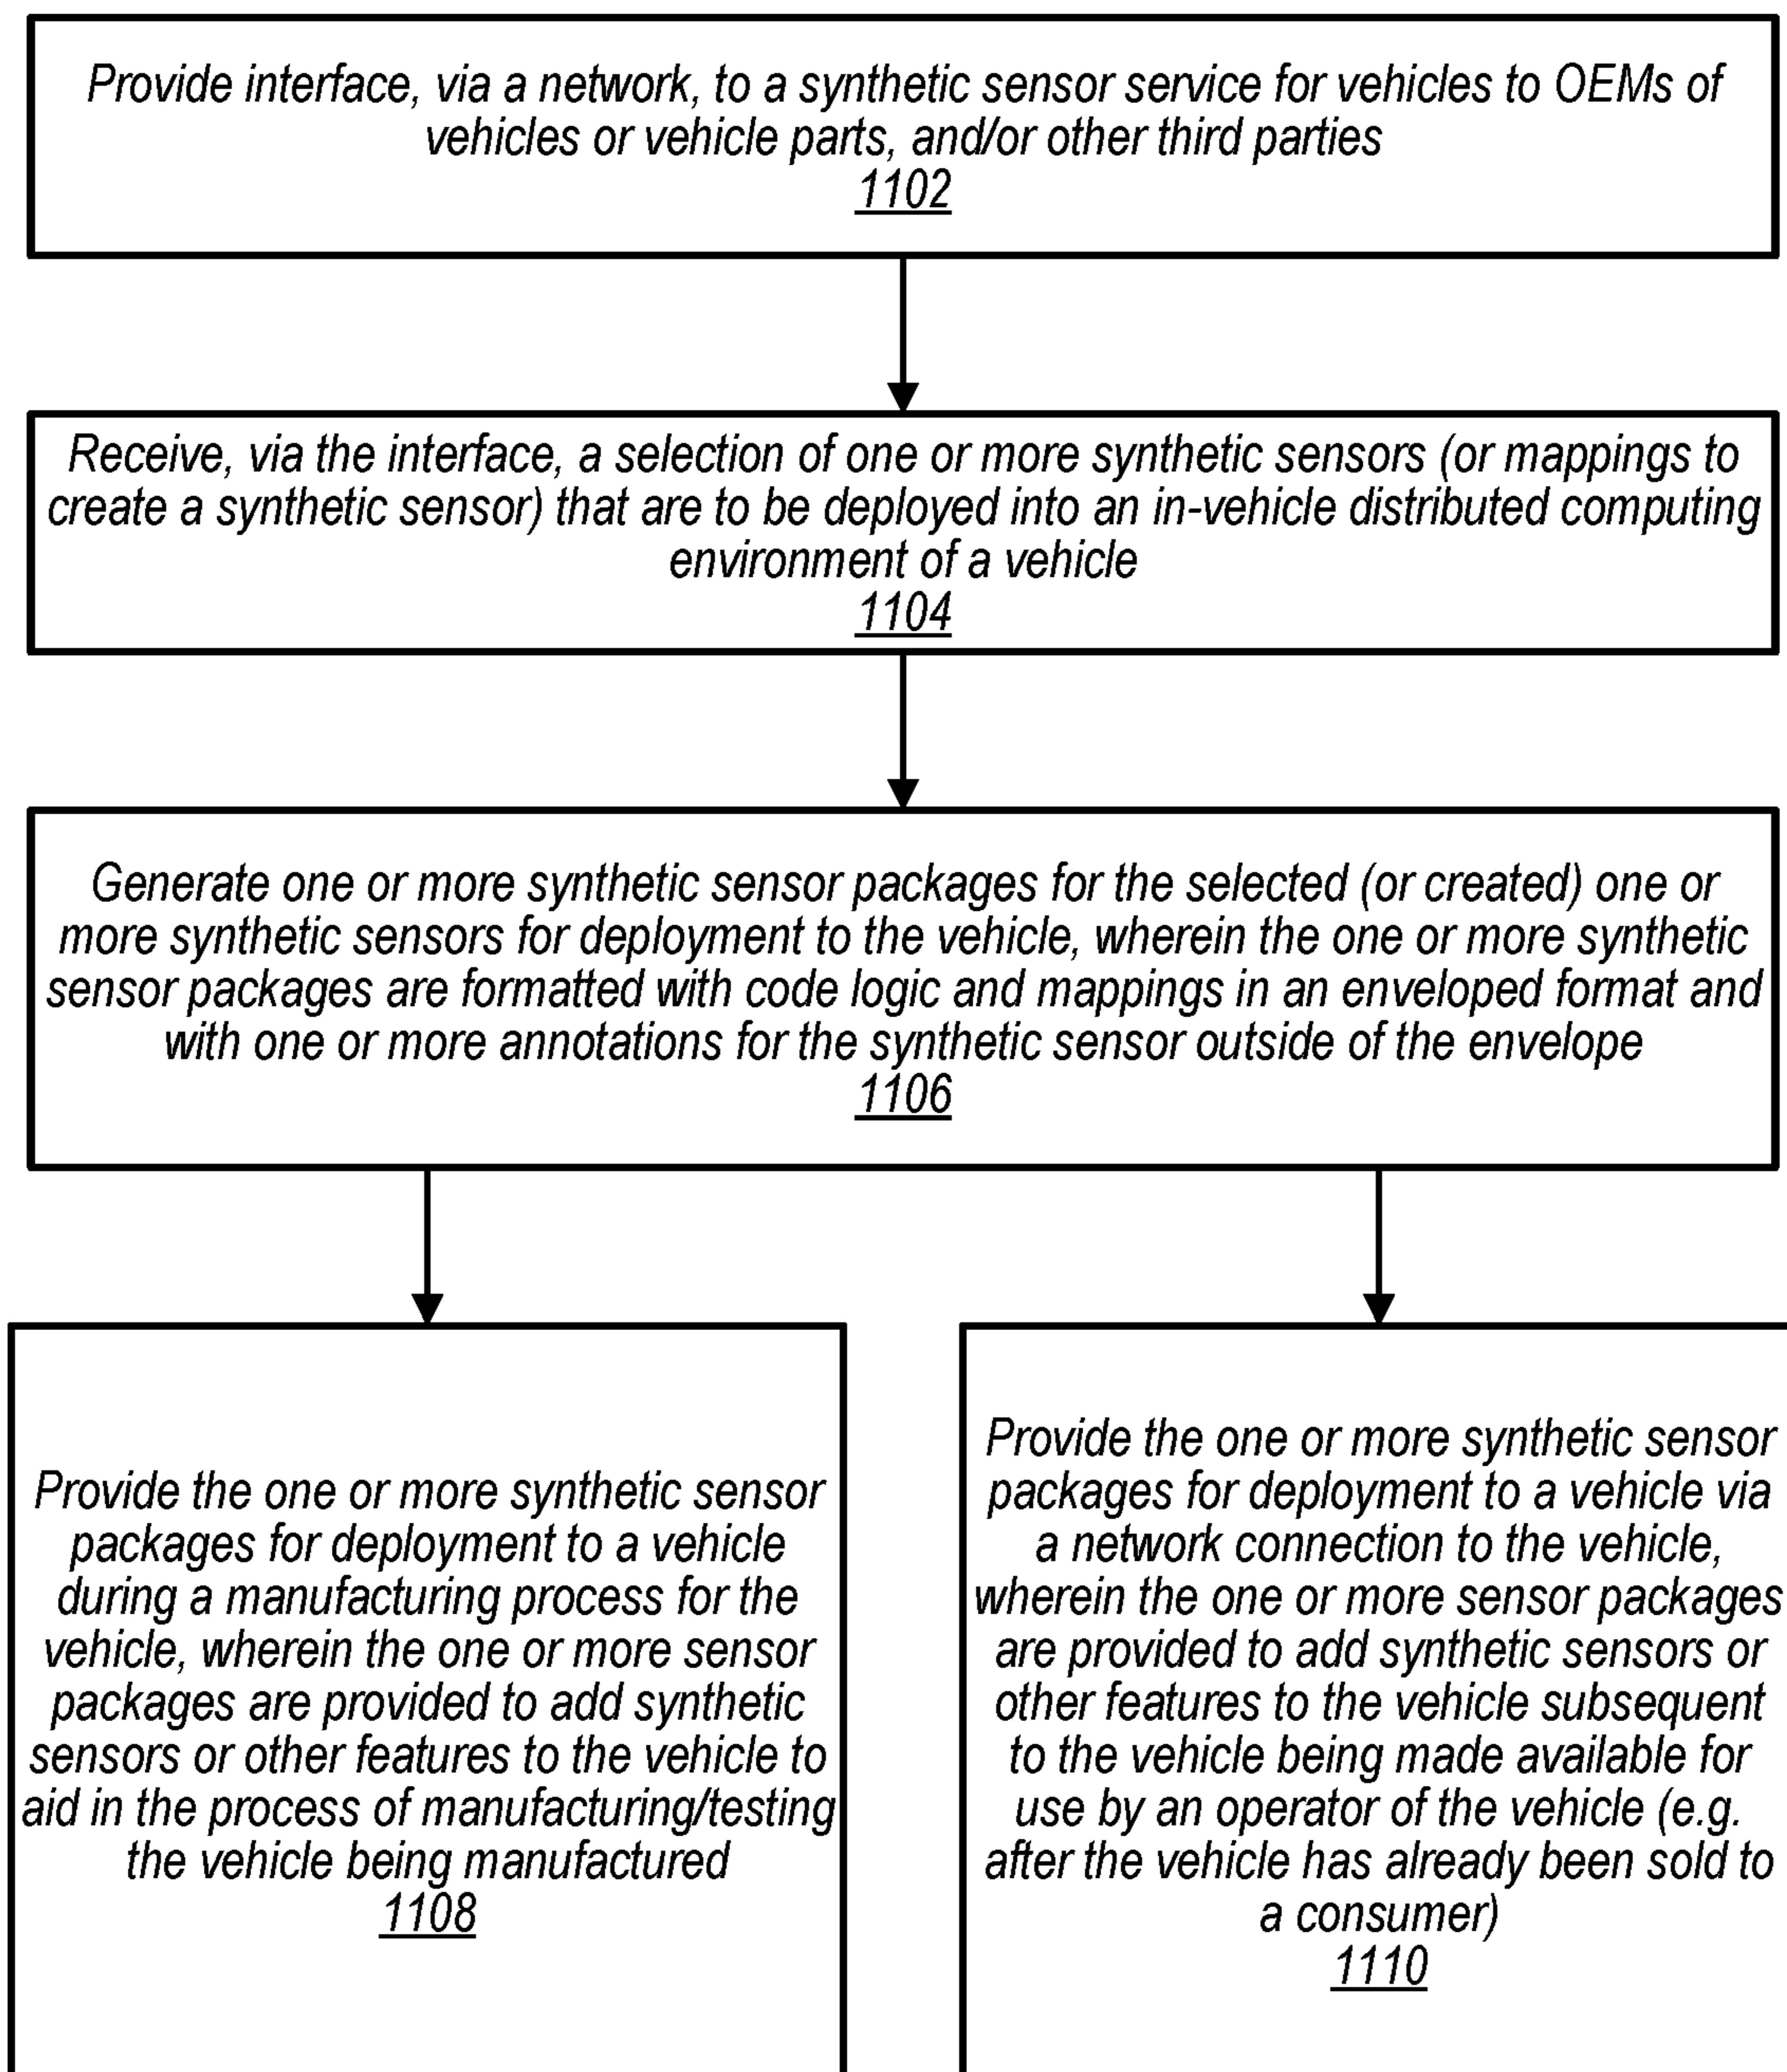 Provide interface, via a network, to a synthetic sensor service for vehicles to OEMs of
vehicles or vehicle parts, and/or other third parties
1102
Receive, via the interface, a selection of one or more synthetic sensors (or mappings to
create a synthetic sensor) that are to be deployed into an in-vehicle distributed computing
environment of a vehicle
1104
Generate one or more synthetic sensor packages for the selected (or created) one or
more synthetic sensors for deployment to the vehicle, wherein the one or more synthetic
sensor packages are formatted with code logic and mappings in an enveloped format and
with one or more annotations for the synthetic sensor outside of the envelope
1106
Provide the one or more synthetic sensor
packages for deployment to a vehicle
during a manufacturing process for the
vehicle, wherein the one or more sensor
packages are provided to add synthetic
sensors or other features to the vehicle to
aid in the process of manufacturing/testing
the vehicle being manufactured
1108
Provide the one or more synthetic sensor
packages for deployment to a vehicle via
a network connection to the vehicle,
wherein the one or more sensor packages
are provided to add synthetic sensors or
other features to the vehicle subsequent
to the vehicle being made available for
use by an operator of the vehicle (e.g.
after the vehicle has already been sold to
a consumer)
1110